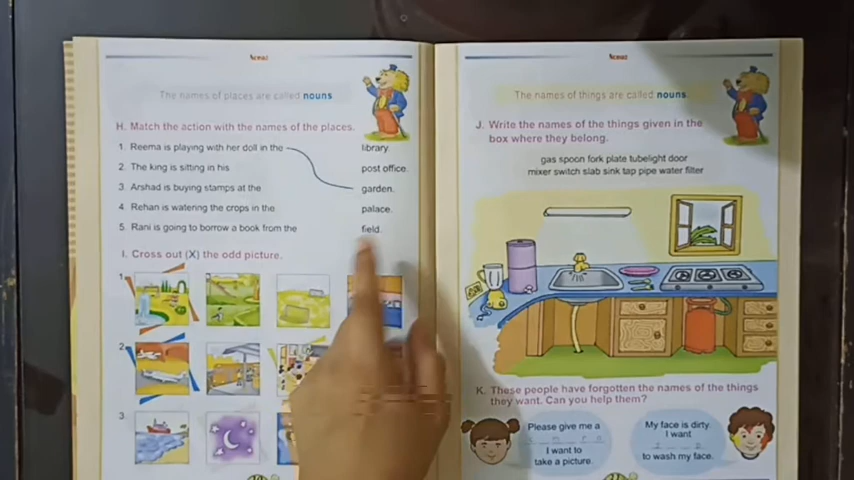 The names of places are called nouns
H. Match the action with the names of the places.
1. Reema is playing with her doll in the
library.
2. The king is sitting in his
post office.
3. Arshad is buying stamps at the
garden.
4. Rehan is watering the crops in the
palace.
5. Rani is going to borrow a book from the
field.
I. Cross out (X) the odd picture.
1.
2.
3.
The names of things are called nouns
J. Write the names of the things given in the
box where they belong.
gas spoon fork plate tubelight door
mixer switch slab sink tap pipe water filter
K. These people have forgotten the names of the things
they want. Can you help them?
Please give me a
I want to
take a picture.
My face is dirty.
I want
to wash my face.